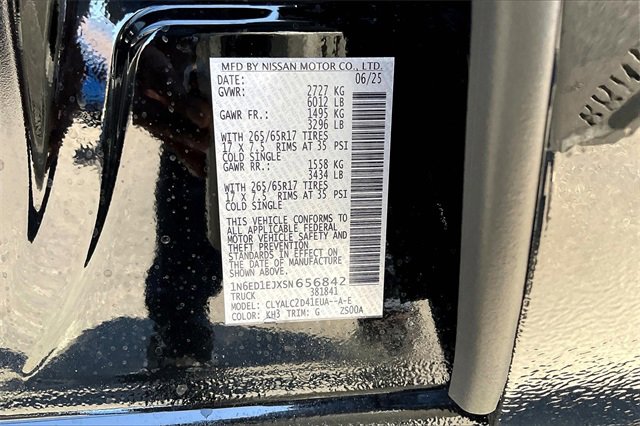 MFD BY NISSAN MOTOR CO., LTD.
DATE: 06/25
GVWR: 2727 KG
6012 LB
GAWR FR.: 1495 KG
3296 LB
WITH 265/65R17 TIRES
17 X 7.5 RIMS AT 35 PSI
COLD SINGLE
GAWR RR.: 1558 KG
3434 LB
WITH 265/65R17 TIRES
17 X 7.5 RIMS AT 35 PSI
COLD SINGLE
THIS VEHICLE CONFORMS TO
ALL APPLICABLE FEDERAL
MOTOR VEHICLE SAFETY AND
THEFT PREVENTION
STANDARDS IN EFFECT ON
THE DATE OF MANUFACTURE
SHOWN ABOVE.
1N6ED1EJXSN656842
TRUCK 381841
MODEL: CLYALC2D41EUA--A-E
COLOR: KH3 TRIM: G ZS00A